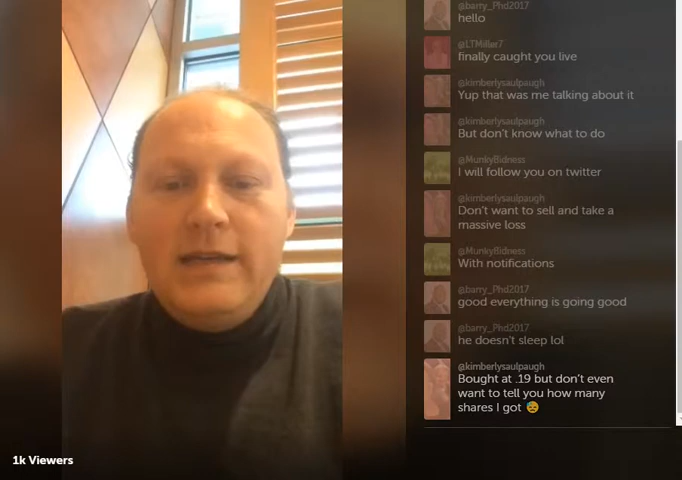 @barry_Phd2017
hello
@LTMiller7
finally caught you live
@kimberlysaulpaugh
Yup that was me talking about it
@kimberlysaulpaugh
But don't know what to do
@MunkyBidness
I will follow you on twitter
@kimberlysaulpaugh
Don't want to sell and take a
massive loss
@MunkyBidness
With notifications
@barry_Phd2017
good everything is going good
@barry_Phd2017
he doesn't sleep lol
@kimberlysaulpaugh
Bought at .19 but don't even
want to tell you how many
shares I got 😓
1k Viewers